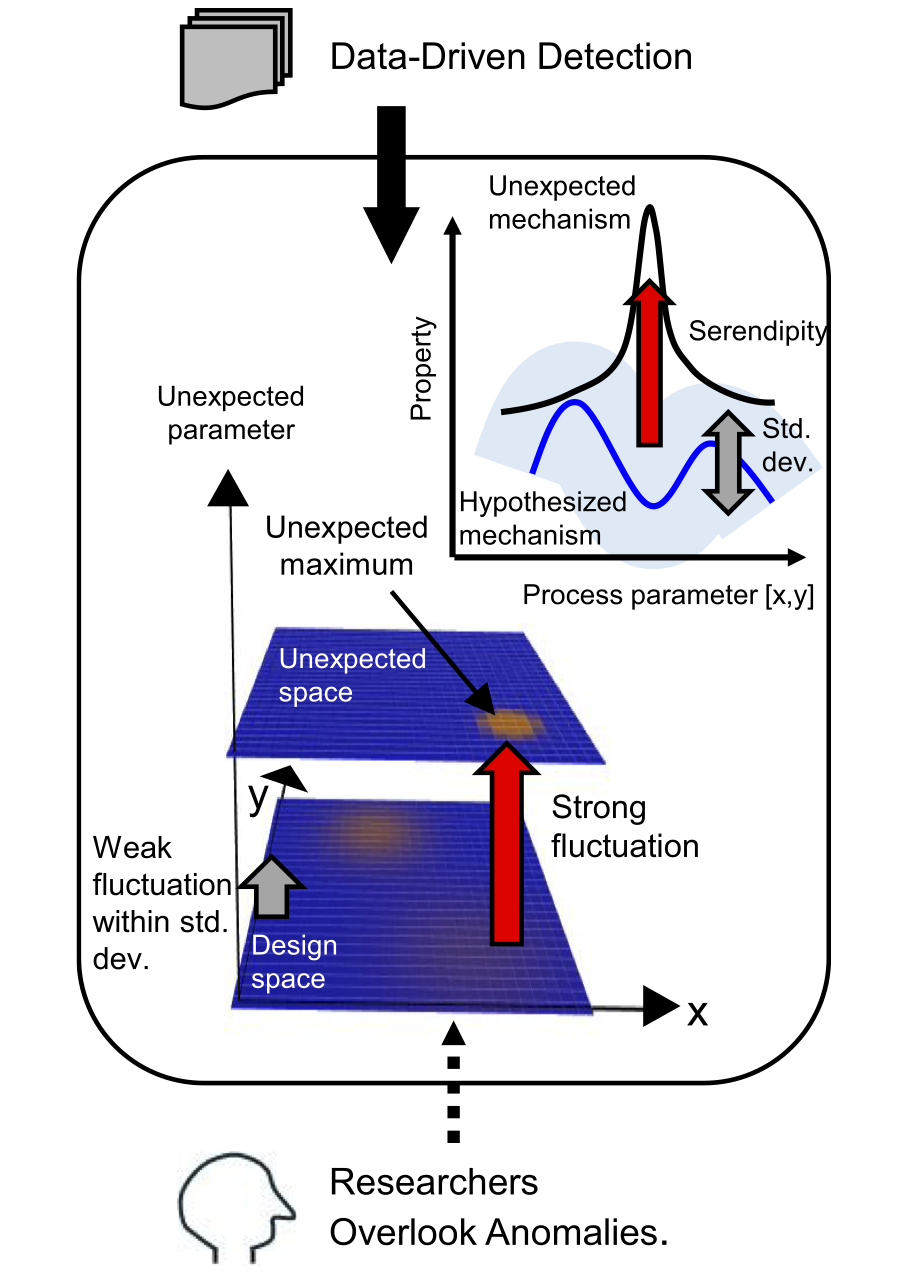 Data-Driven Detection
Unexpected
mechanism
Property
Serendipity
Std.
dev.
Hypothesized
mechanism
Process parameter [x,y]
Unexpected
parameter
Unexpected
maximum
Unexpected
space
y
Strong
fluctuation
Weak
fluctuation
within std.
dev.
Design
space
x
Researchers
Overlook Anomalies.